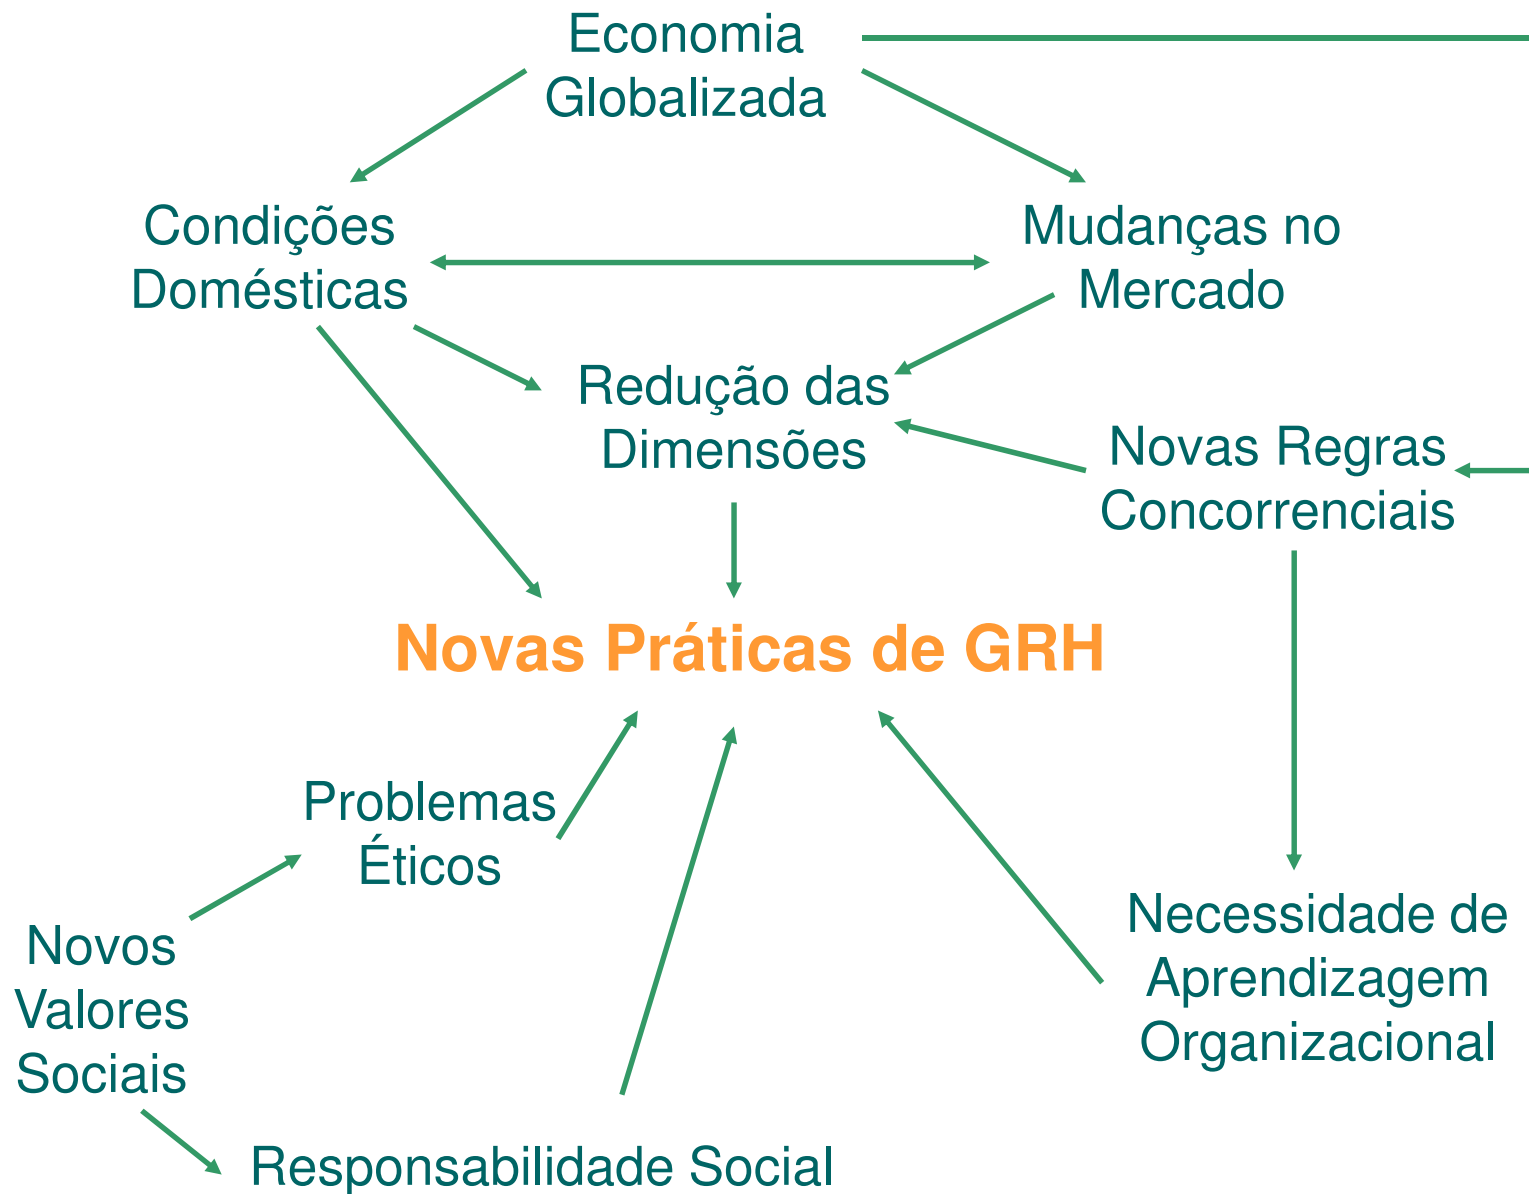 Economia
Globalizada
Condições
Domésticas
Mudanças no
Mercado
Redução das
Dimensões
Novas Regras
Concorrenciais
Novas Práticas de GRH
Problemas
Éticos
Novos
Valores
Sociais
Necessidade de
Aprendizagem
Organizacional
Responsabilidade Social